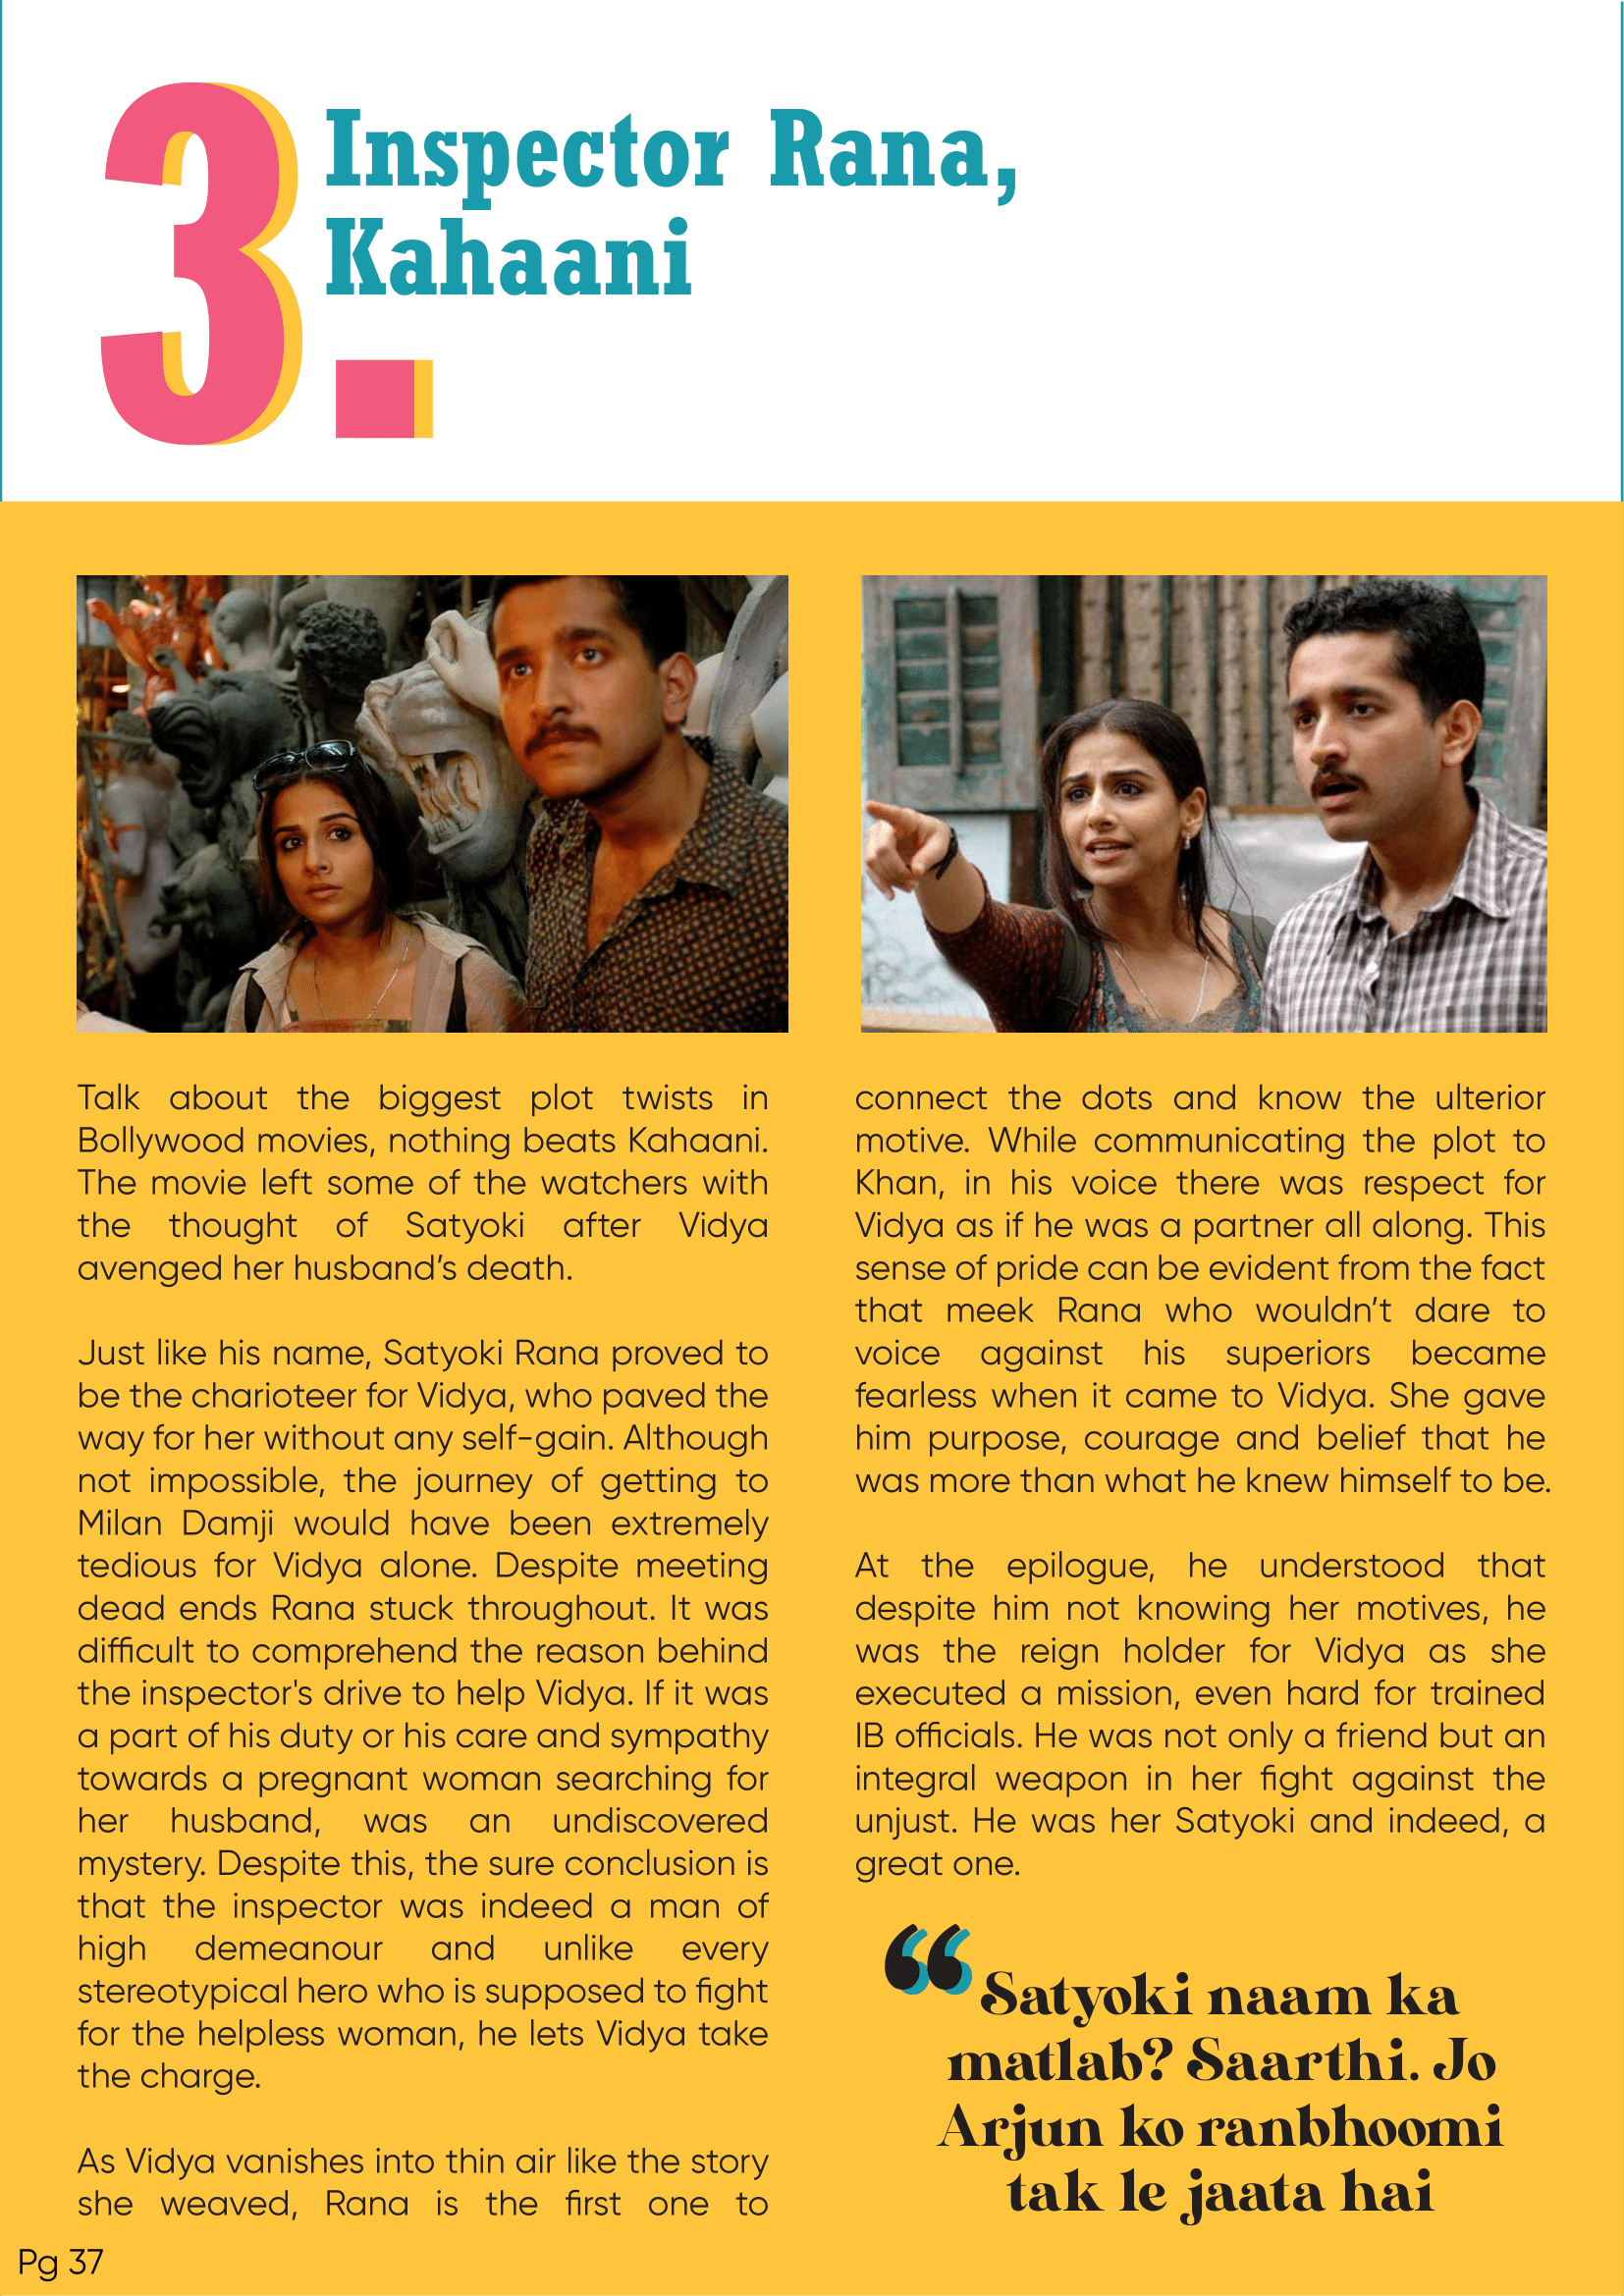 3.
Inspector Rana,
Kahaani
Talk about the biggest plot twists in
Bollywood movies, nothing beats Kahaani.
The movie left some of the watchers with
the thought of Satyoki after Vidya
avenged her husband’s death.
Just like his name, Satyoki Rana proved to
be the charioteer for Vidya, who paved the
way for her without any self-gain. Although
not impossible, the journey of getting to
Milan Damji would have been extremely
tedious for Vidya alone. Despite meeting
dead ends Rana stuck throughout. It was
difficult to comprehend the reason behind
the inspector's drive to help Vidya. If it was
a part of his duty or his care and sympathy
towards a pregnant woman searching for
her husband, was an undiscovered
mystery. Despite this, the sure conclusion is
that the inspector was indeed a man of
high demeanour and unlike every
stereotypical hero who is supposed to fight
for the helpless woman, he lets Vidya take
the charge.
As Vidya vanishes into thin air like the story
she weaved, Rana is the first one to
connect the dots and know the ulterior
motive. While communicating the plot to
Khan, in his voice there was respect for
Vidya as if he was a partner all along. This
sense of pride can be evident from the fact
that meek Rana who wouldn’t dare to
voice against his superiors became
fearless when it came to Vidya. She gave
him purpose, courage and belief that he
was more than what he knew himself to be.
At the epilogue, he understood that
despite him not knowing her motives, he
was the reign holder for Vidya as she
executed a mission, even hard for trained
IB officials. He was not only a friend but an
integral weapon in her fight against the
unjust. He was her Satyoki and indeed, a
great one.
“Satyoki naam ka
matlab? Saarthi. Jo
Arjun ko ranbhoomi
tak le jaata hai
Pg 37